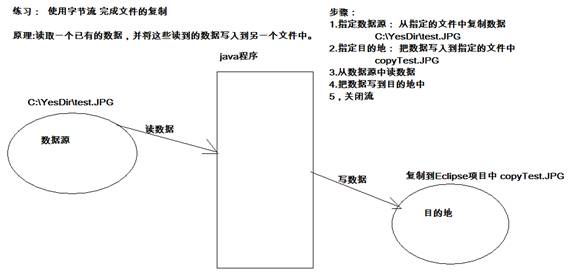 练习： 使用字节流 完成文件的复制
原理:读取一个已有的数据，并将这些读到的数据写入到另一个文件中。
步骤：
1.指定数据源： 从指定的文件中复制数据
C:\YesDir\test.JPG
2.指定目的地： 把数据写入到指定的文件中
copyTest.JPG
3.从数据源中读数据
4.把数据写到目的地中
5，关闭流
java程序
C:\YesDir\test.JPG
数据源
读数据
写数据
复制到Eclipse项目中 copyTest.JPG
目的地